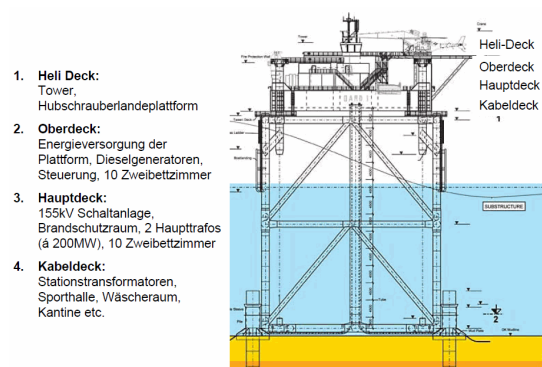 1. Heli Deck:
Tower,
Hubschrauberlandeplattform
2. Oberdeck:
Energieversorgung der
Plattform, Dieselgeneratoren,
Steuerung, 10 Zweibettzimmer
3. Hauptdeck:
155kV Schaltanlage,
Brandschutzraum, 2 Haupttrafos
(á 200MW), 10 Zweibettzimmer
4. Kabeldeck:
Stationstransformatoren,
Sporthalle, Wäscheraum,
Kantine etc.
Crane
Tower
Heli-Deck
Oberdeck
Hauptdeck
Kabeldeck
1
SUBSTRUCTURE
2